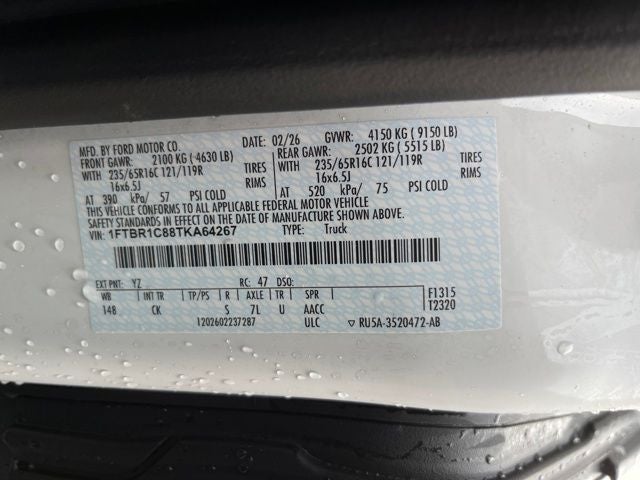 MFD. BY FORD MOTOR CO. DATE: 02/26 GVWR: 4150 KG ( 9150 LB)
FRONT GAWR: 2100 KG ( 4630 LB) REAR GAWR: 2502 KG ( 5515 LB)
WITH 235/65R16C 121/119R TIRES WITH 235/65R16C 121/119R TIRES
16x6.5J RIMS 16x6.5J RIMS
AT 390 kPa/ 57 PSI COLD AT 520 kPa/ 75 PSI COLD
THIS VEHICLE CONFORMS TO ALL APPLICABLE FEDERAL MOTOR VEHICLE
SAFETY STANDARDS IN EFFECT ON THE DATE OF MANUFACTURE SHOWN ABOVE.
VIN: 1FTBR1C88TKA64267 TYPE: Truck
EXT PNT: YZ RC: 47 DSO:
WB INT TR TP/PS R AXLE TR SPR F1315
148 CK S 7L U AACC T2320
1202602237287 ULC ▽ RU5A-3520472-AB